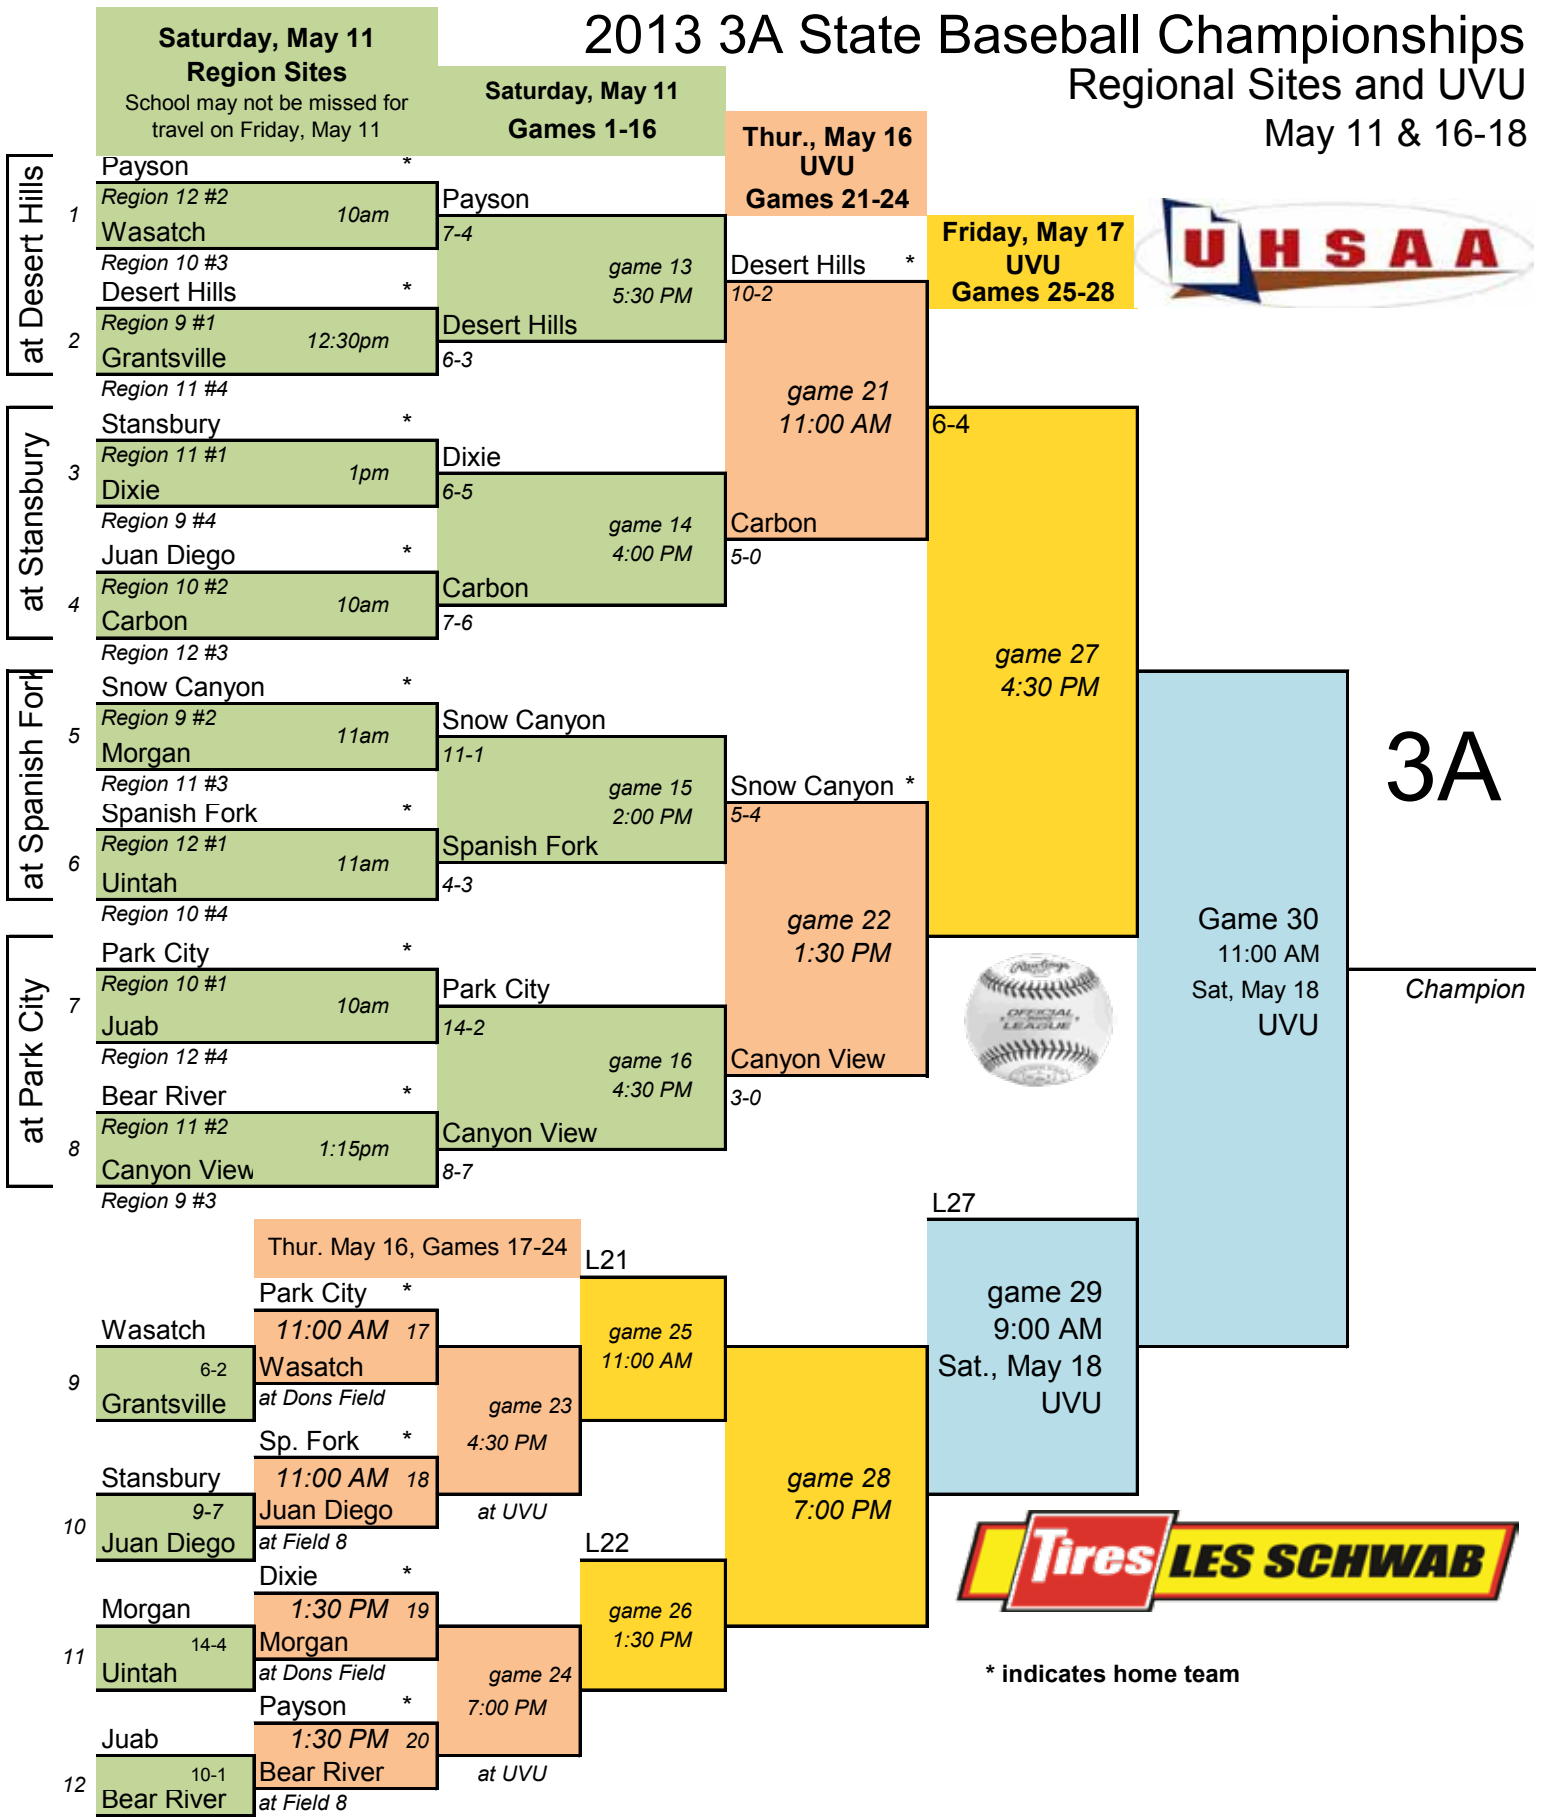 2013 3A State Baseball Championships
Regional Sites and UVU
May 11 & 16-18
Saturday, May 11
Region Sites
School may not be missed for
travel on Friday, May 11
Saturday, May 11
Games 1-16
Thur., May 16
UVU
Games 21-24
Friday, May 17
UVU
Games 25-28
UHSAA
at Desert Hills
Payson *
1
Region 12 #2
10am
Wasatch
Region 10 #3
Desert Hills *
2
Region 9 #1
12:30pm
Grantsville
Region 11 #4
at Stansbury
Stansbury *
3
Region 11 #1
1pm
Dixie
Region 9 #4
Juan Diego *
4
Region 10 #2
10am
Carbon
Region 12 #3
at Spanish Fork
Snow Canyon *
5
Region 9 #2
11am
Morgan
Region 11 #3
Spanish Fork *
6
Region 12 #1
11am
Uintah
Region 10 #4
at Park City
Park City *
7
Region 10 #1
10am
Juab
Region 12 #4
Bear River *
8
Region 11 #2
1:15pm
Canyon View
Region 9 #3
Payson
7-4
game 13
5:30 PM
Desert Hills
6-3
Dixie
6-5
game 14
4:00 PM
Carbon
7-6
Snow Canyon
11-1
game 15
2:00 PM
Spanish Fork
4-3
Park City
14-2
game 16
4:30 PM
Canyon View
8-7
Desert Hills *
10-2
game 21
11:00 AM
Carbon
5-0
Snow Canyon *
5-4
game 22
1:30 PM
Canyon View
3-0
6-4
game 27
4:30 PM
Rawlings
OFFICIAL
LEAGUE
3A
Game 30
11:00 AM
Sat, May 18
UVU
Champion
L27
game 29
9:00 AM
Sat., May 18
UVU
Thur. May 16, Games 17-24
Wasatch
9
6-2
Grantsville
Stansbury
10
9-7
Juan Diego
Morgan
11
14-4
Uintah
Juab
12
10-1
Bear River
Park City *
11:00 AM 17
Wasatch
at Dons Field
Sp. Fork *
11:00 AM 18
Juan Diego
at Field 8
Dixie *
1:30 PM 19
Morgan
at Dons Field
Payson *
1:30 PM 20
Bear River
at Field 8
game 23
4:30 PM
at UVU
game 24
7:00 PM
at UVU
L21
game 25
11:00 AM
L22
game 26
1:30 PM
game 28
7:00 PM
Tires LES SCHWAB
* indicates home team